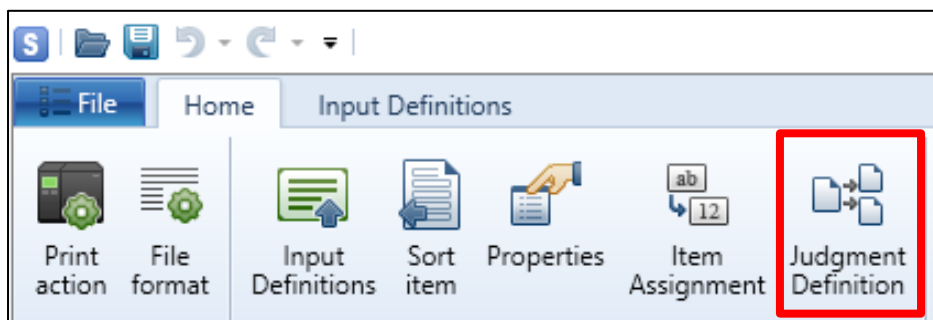 S
File Home Input Definitions
ab
12
Print File Input Sort Properties Item Judgment
action format Definitions item Assignment Definition